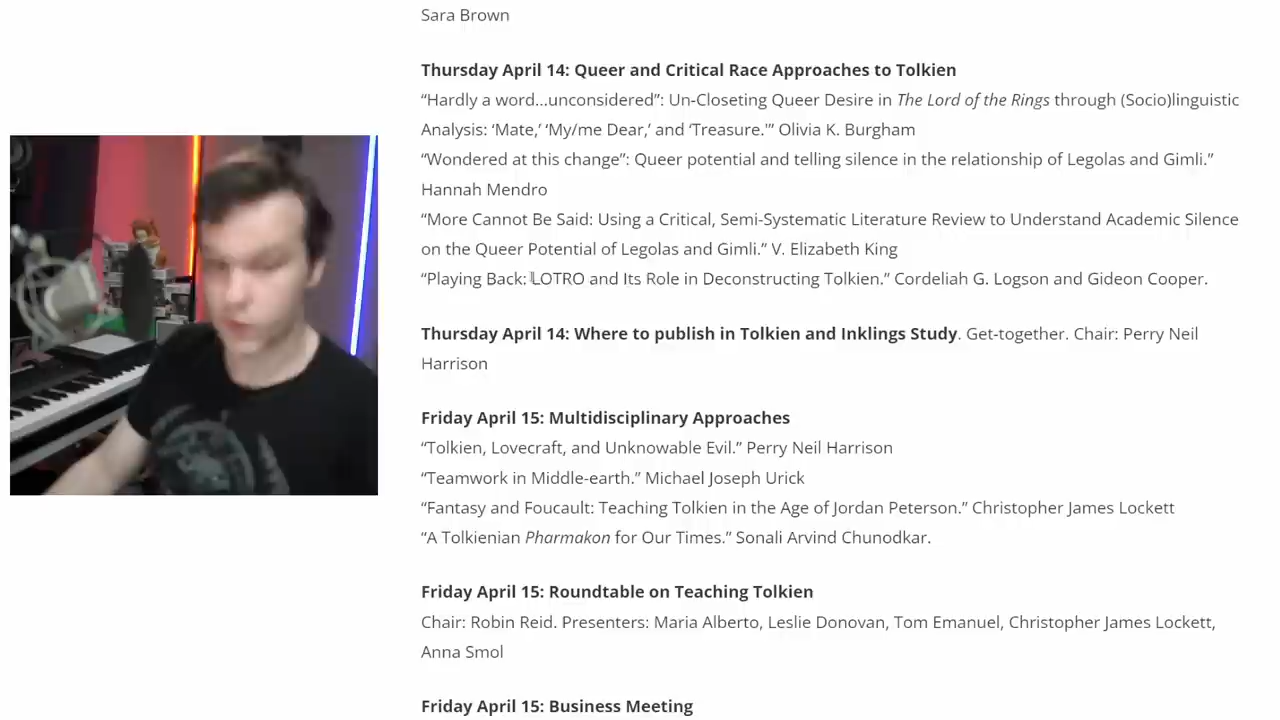 Sara Brown
Thursday April 14: Queer and Critical Race Approaches to Tolkien
“Hardly a word...unconsidered”: Un-Closeting Queer Desire in The Lord of the Rings through (Socio)linguistic
Analysis: ‘Mate,’ ‘My/me Dear,’ and ‘Treasure.’” Olivia K. Burgham
“Wondered at this change”: Queer potential and telling silence in the relationship of Legolas and Gimli.”
Hannah Mendro
“More Cannot Be Said: Using a Critical, Semi-Systematic Literature Review to Understand Academic Silence
on the Queer Potential of Legolas and Gimli.” V. Elizabeth King
“Playing Back: LOTRO and Its Role in Deconstructing Tolkien.” Cordeliah G. Logson and Gideon Cooper.
Thursday April 14: Where to publish in Tolkien and Inklings Study. Get-together. Chair: Perry Neil
Harrison
Friday April 15: Multidisciplinary Approaches
“Tolkien, Lovecraft, and Unknowable Evil.” Perry Neil Harrison
“Teamwork in Middle-earth.” Michael Joseph Urick
“Fantasy and Foucault: Teaching Tolkien in the Age of Jordan Peterson.” Christopher James Lockett
“A Tolkienian Pharmakon for Our Times.” Sonali Arvind Chunodkar.
Friday April 15: Roundtable on Teaching Tolkien
Chair: Robin Reid. Presenters: Maria Alberto, Leslie Donovan, Tom Emanuel, Christopher James Lockett,
Anna Smol
Friday April 15: Business Meeting